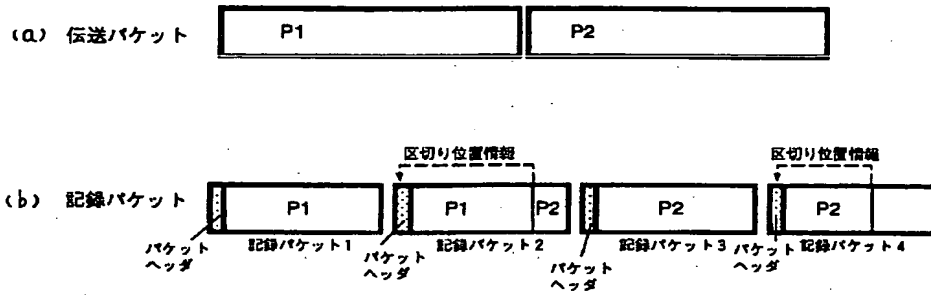 (a) 伝送パケット
P1
P2
区切り位置情報
区切り位置情報
(b) 記録パケット
P1
P1
P2
P2
P2
パケットヘッダ
記録パケット1
パケットヘッダ
記録パケット2
パケットヘッダ
記録パケット3
パケットヘッダ
記録パケット4